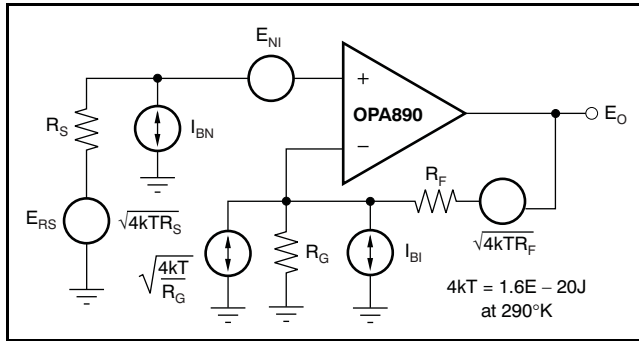 E_NI
+
OPA890
−
E_O
R_S
I_BN
R_F
E_RS
√4kTR_S
√4kT/R_G
R_G
I_BI
√4kTR_F
4kT = 1.6E – 20J
at 290°K